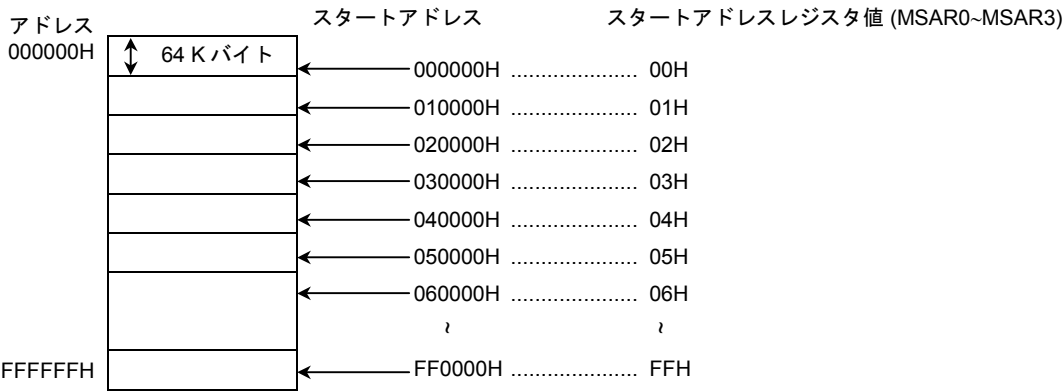 アドレス スタートアドレス スタートアドレスレジスタ値 (MSAR0~MSAR3)
000000H 64 K バイト
000000H ...................... 00H
010000H ...................... 01H
020000H ...................... 02H
030000H ...................... 03H
040000H ...................... 04H
050000H ...................... 05H
060000H ...................... 06H
~ ~
FFFFFFH FF0000H ...................... FFH